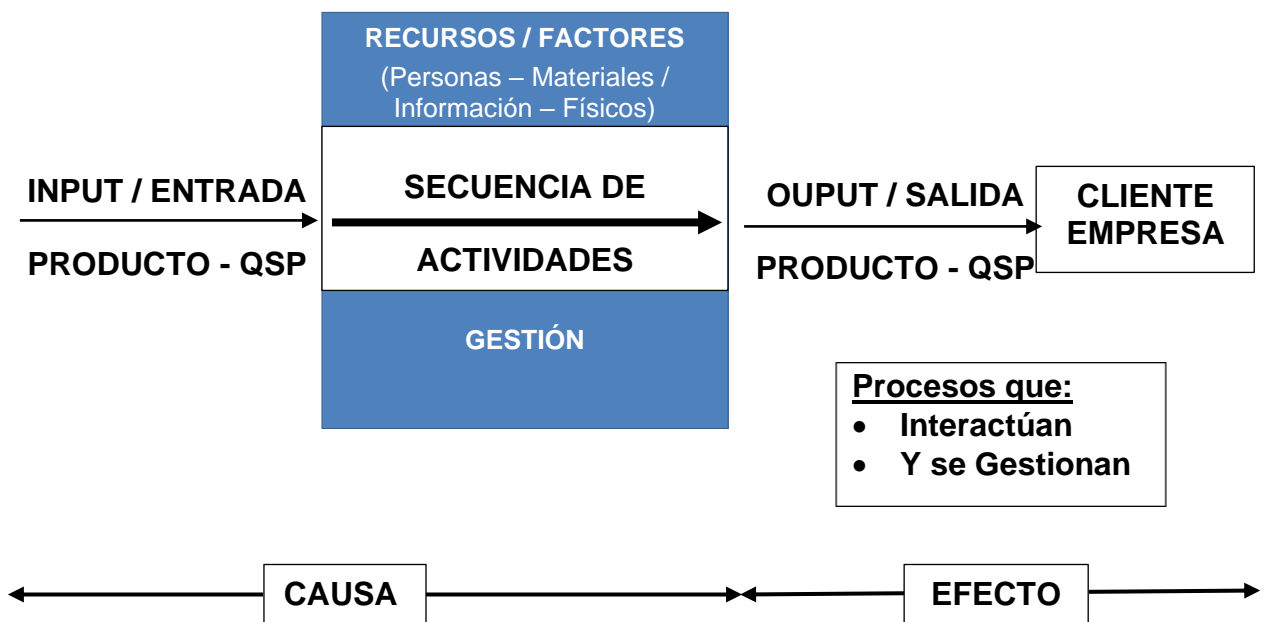 RECURSOS / FACTORES
(Personas – Materiales /
Información – Físicos)
INPUT / ENTRADA
PRODUCTO - QSP
SECUENCIA DE
ACTIVIDADES
OUPUT / SALIDA
PRODUCTO - QSP
CLIENTE
EMPRESA
GESTIÓN
Procesos que:
• Interactúan
• Y se Gestionan
CAUSA
EFECTO